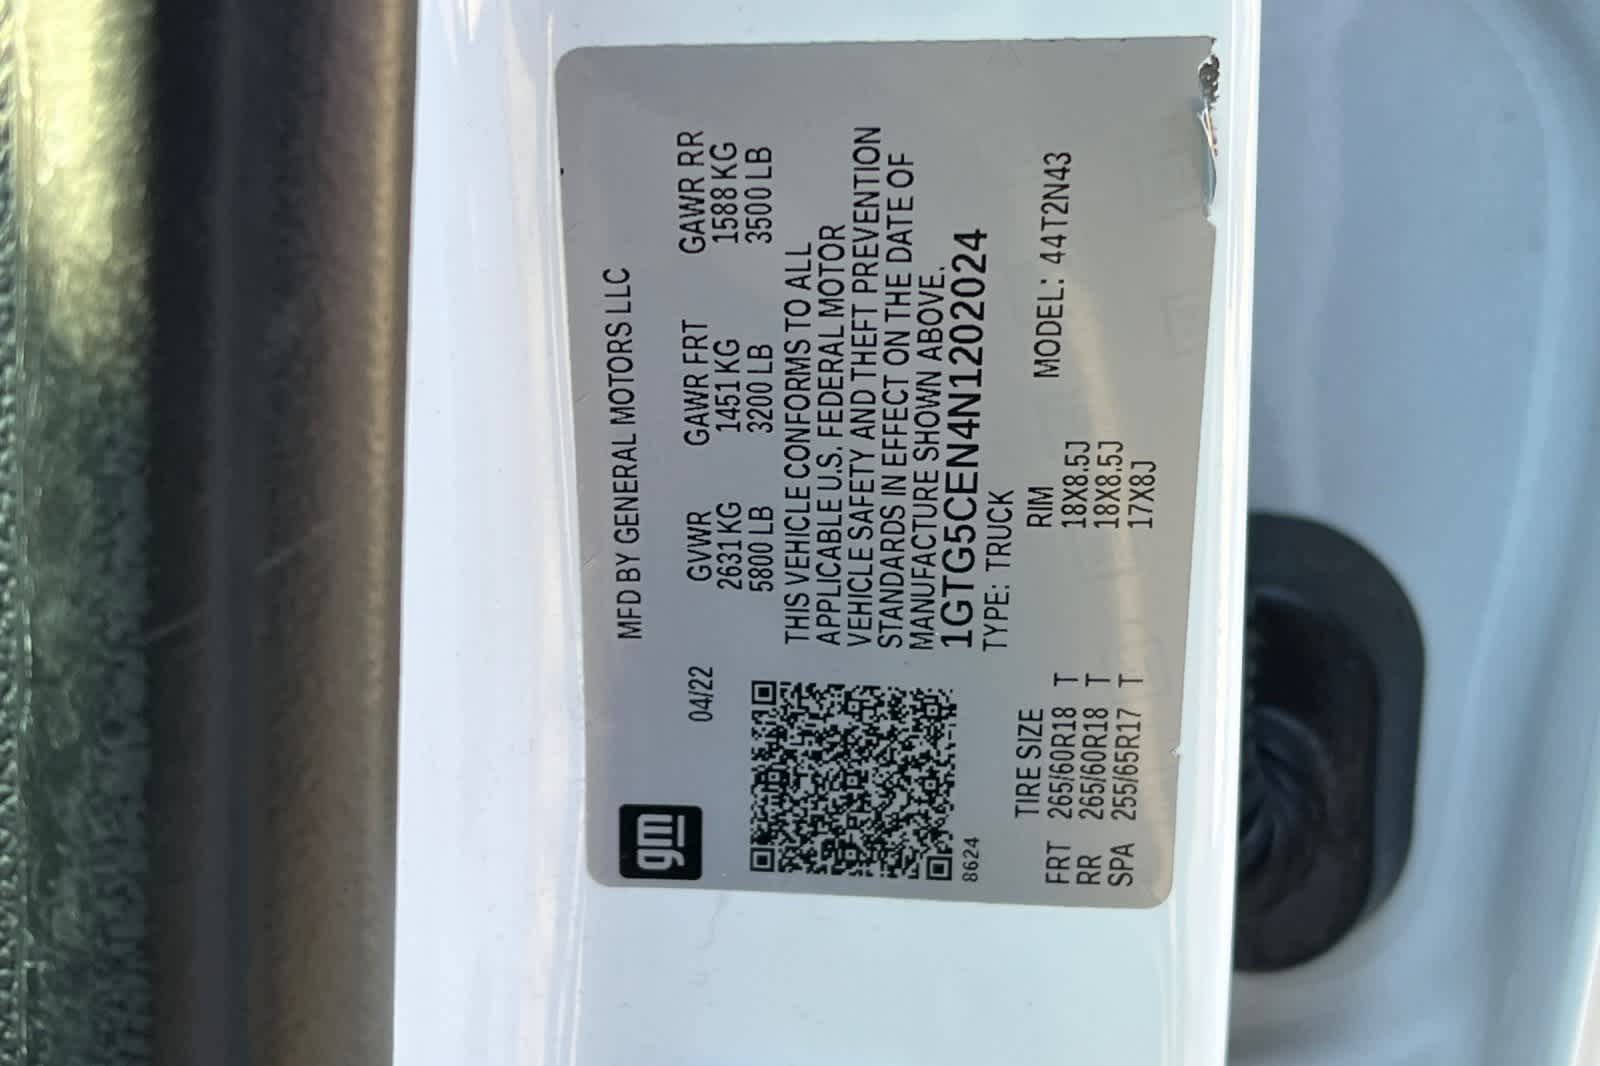 gm
04/22
MFD BY GENERAL MOTORS LLC
GVWR GAWR FRT GAWR RR
2631 KG 1451 KG 1588 KG
5800 LB 3200 LB 3500 LB
THIS VEHICLE CONFORMS TO ALL
APPLICABLE U.S. FEDERAL MOTOR
VEHICLE SAFETY AND THEFT PREVENTION
STANDARDS IN EFFECT ON THE DATE OF
MANUFACTURE SHOWN ABOVE.
1GTG5CEN4N1202024
8624
TYPE: TRUCK
TIRE SIZE RIM MODEL: 44T2N43
FRT 265/60R18 T 18X8.5J
RR 265/60R18 T 18X8.5J
SPA 255/65R17 T 17X8J